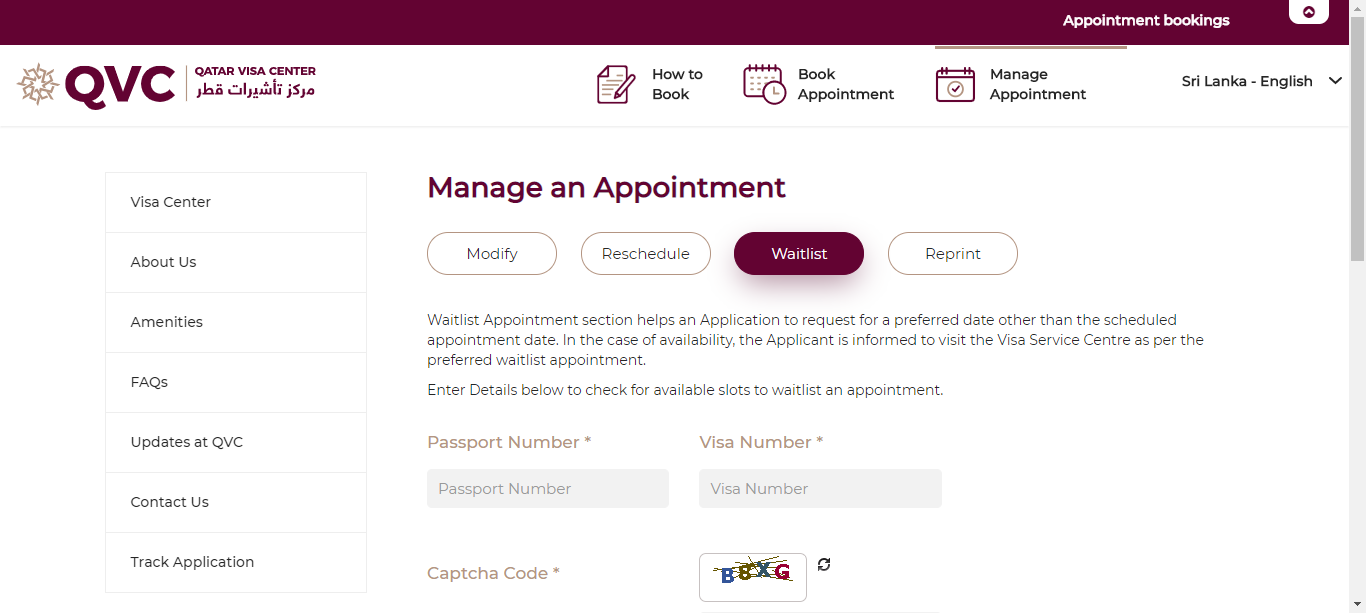 Appointment bookings
QVC
QATAR VISA CENTER
مركز تأشيرات قطر
How to
Book
Book
Appointment
Manage
Appointment
Sri Lanka - English
Visa Center
About Us
Amenities
FAQs
Updates at QVC
Contact Us
Track Application
Manage an Appointment
Modify
Reschedule
Waitlist
Reprint
Waitlist Appointment section helps an Application to request for a preferred date other than the scheduled
appointment date. In the case of availability, the Applicant is informed to visit the Visa Service Centre as per the
preferred waitlist appointment.
Enter Details below to check for available slots to waitlist an appointment.
Passport Number *
Visa Number *
Passport Number
Visa Number
Captcha Code *